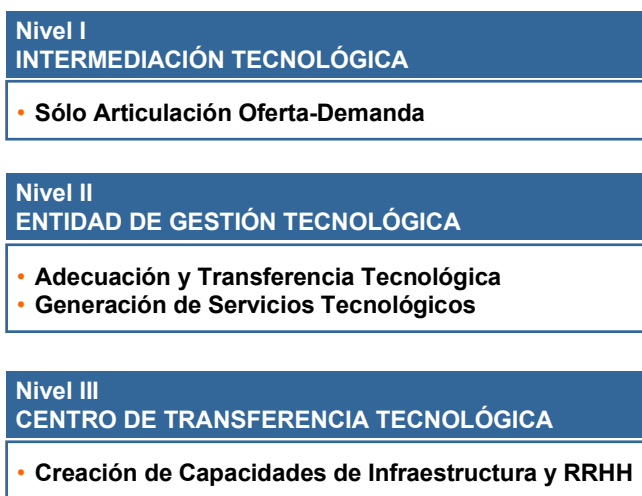 Nivel I
INTERMEDIACIÓN TECNOLÓGICA
• Sólo Articulación Oferta-Demanda
Nivel II
ENTIDAD DE GESTIÓN TECNOLÓGICA
• Adecuación y Transferencia Tecnológica
• Generación de Servicios Tecnológicos
Nivel III
CENTRO DE TRANSFERENCIA TECNOLÓGICA
• Creación de Capacidades de Infraestructura y RRHH